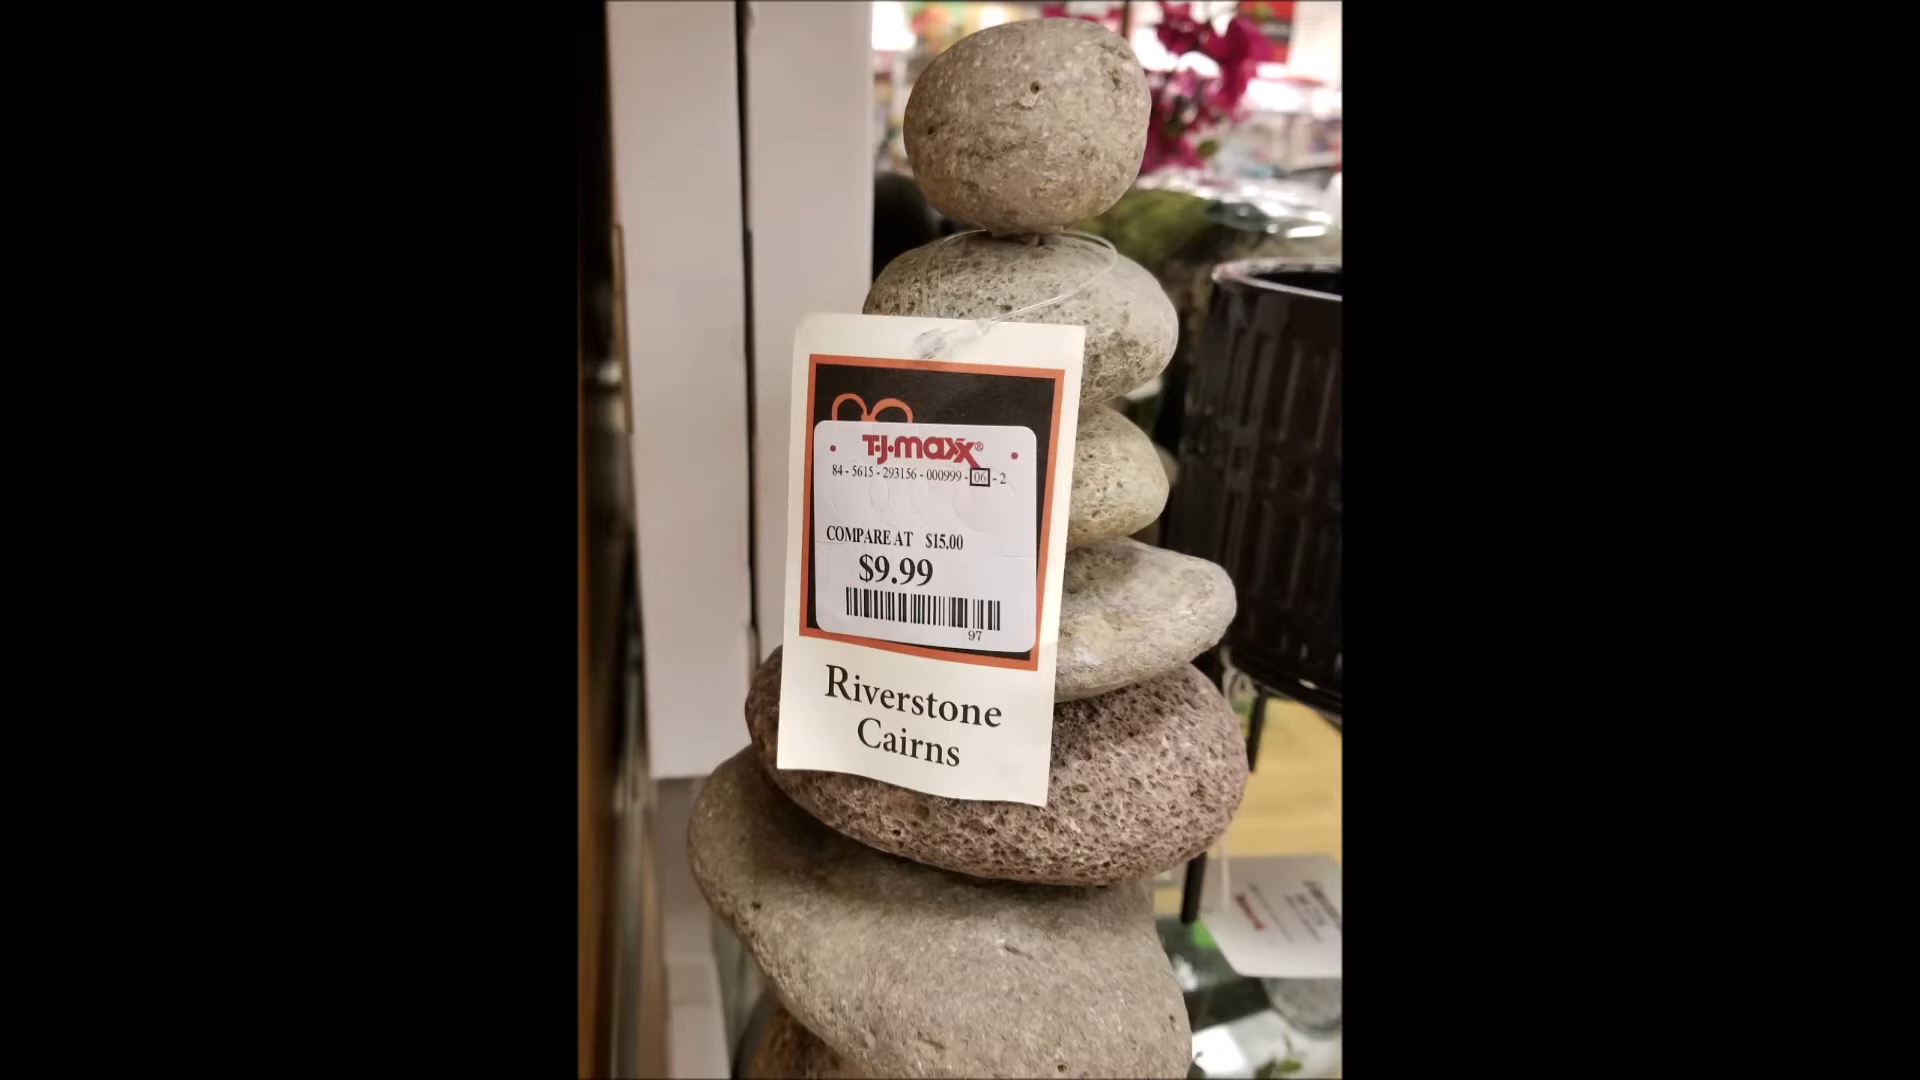 T·J·maxx®
84 - 5615 - 293156 - 000999 - 06 - 2
COMPARE AT $15.00
$9.99
97
Riverstone
Cairns